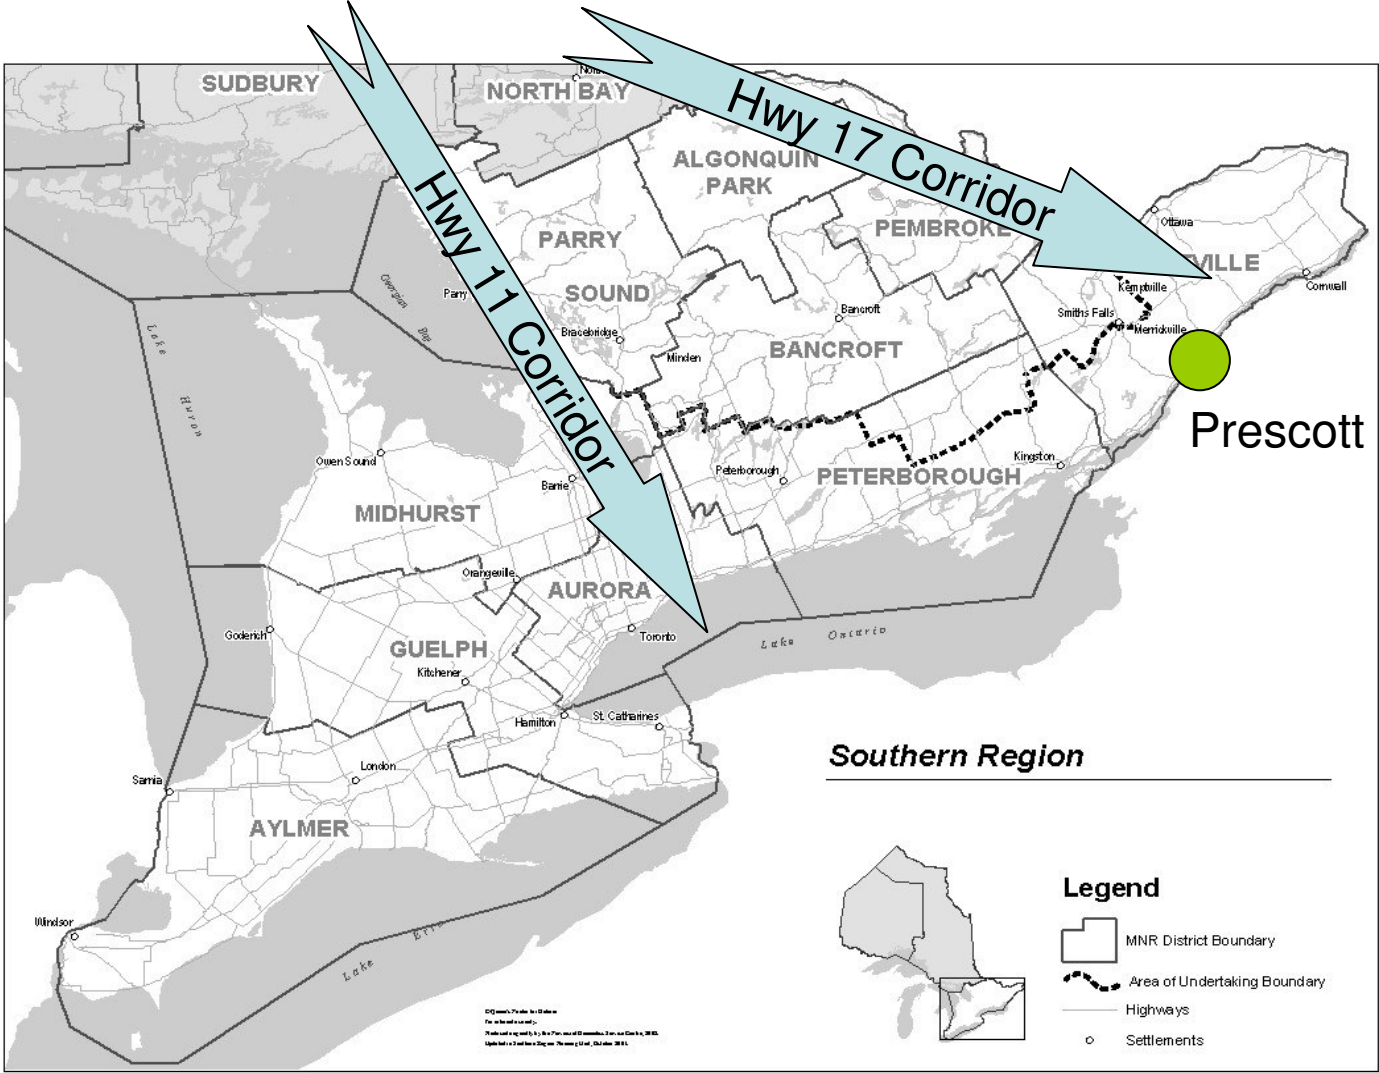 SUDBURY
NORTH BAY
Hwy 17 Corridor
ALGONQUIN
PARK
Hwy 11 Corridor
PEMBROKE
Ottawa
PARRY
SOUND
VILLE
Cornwall
Kemptville
Georgian
Bay
Parry
Bancroft
Smiths Falls
Merrickville
Bracebridge
Minden
BANCROFT
Lake
Huron
Prescott
Owen Sound
Barrie
Peterborough
PETERBOROUGH
Kingston
MIDHURST
Orangeville
AURORA
Goderich
GUELPH
Toronto
Lake Ontario
Kitchener
Hamilton
St. Catharines
Southern Region
Sarnia
London
AYLMER
Windsor
Lake Erie
Legend
MNR District Boundary
Area of Undertaking Boundary
Highways
Settlements